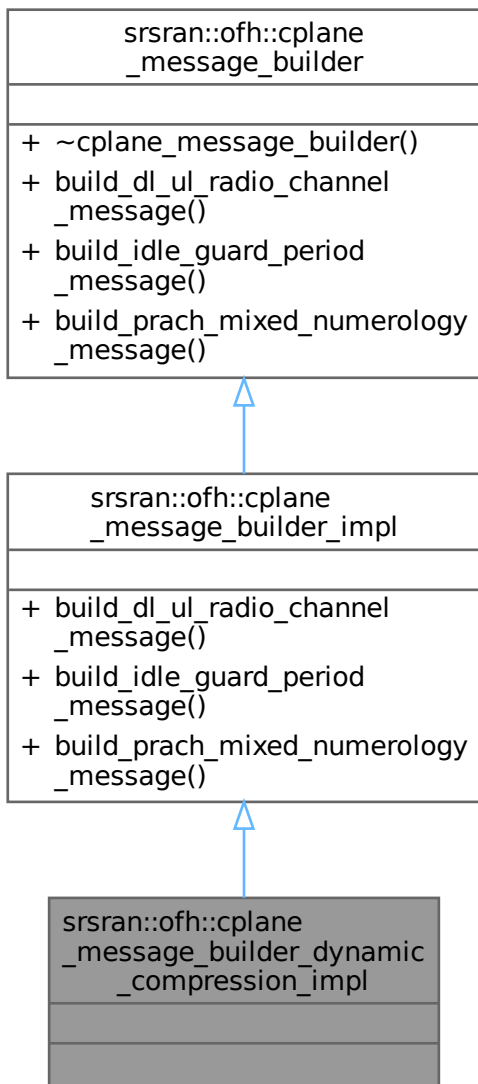 srsran::ofh::cplane
_message_builder
+ ~cplane_message_builder()
+ build_dl_ul_radio_channel
_message()
+ build_idle_guard_period
_message()
+ build_prach_mixed_numerology
_message()
srsran::ofh::cplane
_message_builder_impl
+ build_dl_ul_radio_channel
_message()
+ build_idle_guard_period
_message()
+ build_prach_mixed_numerology
_message()
srsran::ofh::cplane
_message_builder_dynamic
_compression_impl